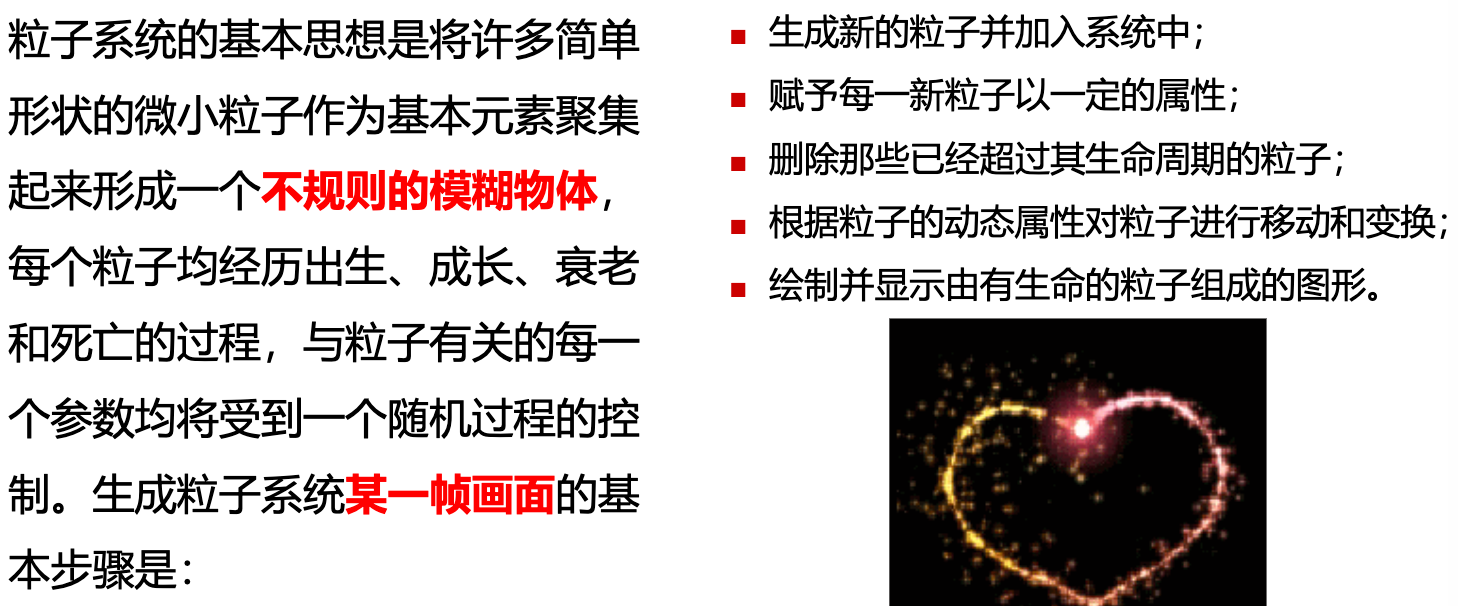 粒子系统的基本思想是将许多简单
形状的微小粒子作为基本元素聚集
起来形成一个不规则的模糊物体，
每个粒子均经历出生、成长、衰老
和死亡的过程，与粒子有关的每一
个参数均将受到一个随机过程的控
制。生成粒子系统某一帧画面的基
本步骤是：
生成新的粒子并加入系统中；
赋予每一新粒子以一定的属性；
删除那些已经超过其生命周期的粒子；
根据粒子的动态属性对粒子进行移动和变换；
绘制并显示由有生命的粒子组成的图形。